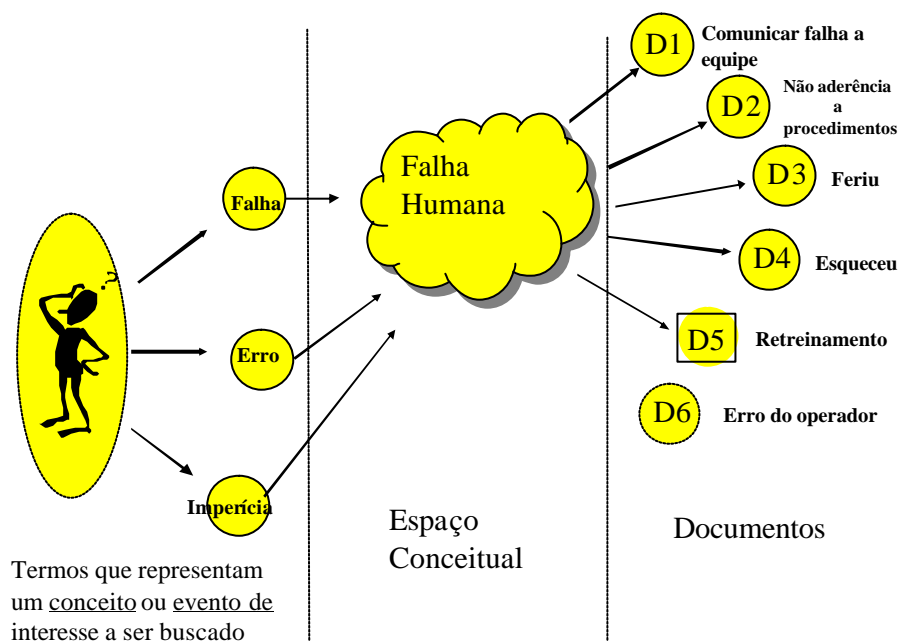 Falha
Erro
Imperícia
Termos que representam
um conceito ou evento de
interesse a ser buscado
Falha
Humana
Espaço
Conceitual
D1
Comunicar falha a
equipe
D2
Não aderência
a
procedimentos
D3
Feriu
D4
Esqueceu
D5
Retreinamento
D6
Erro do operador
Documentos